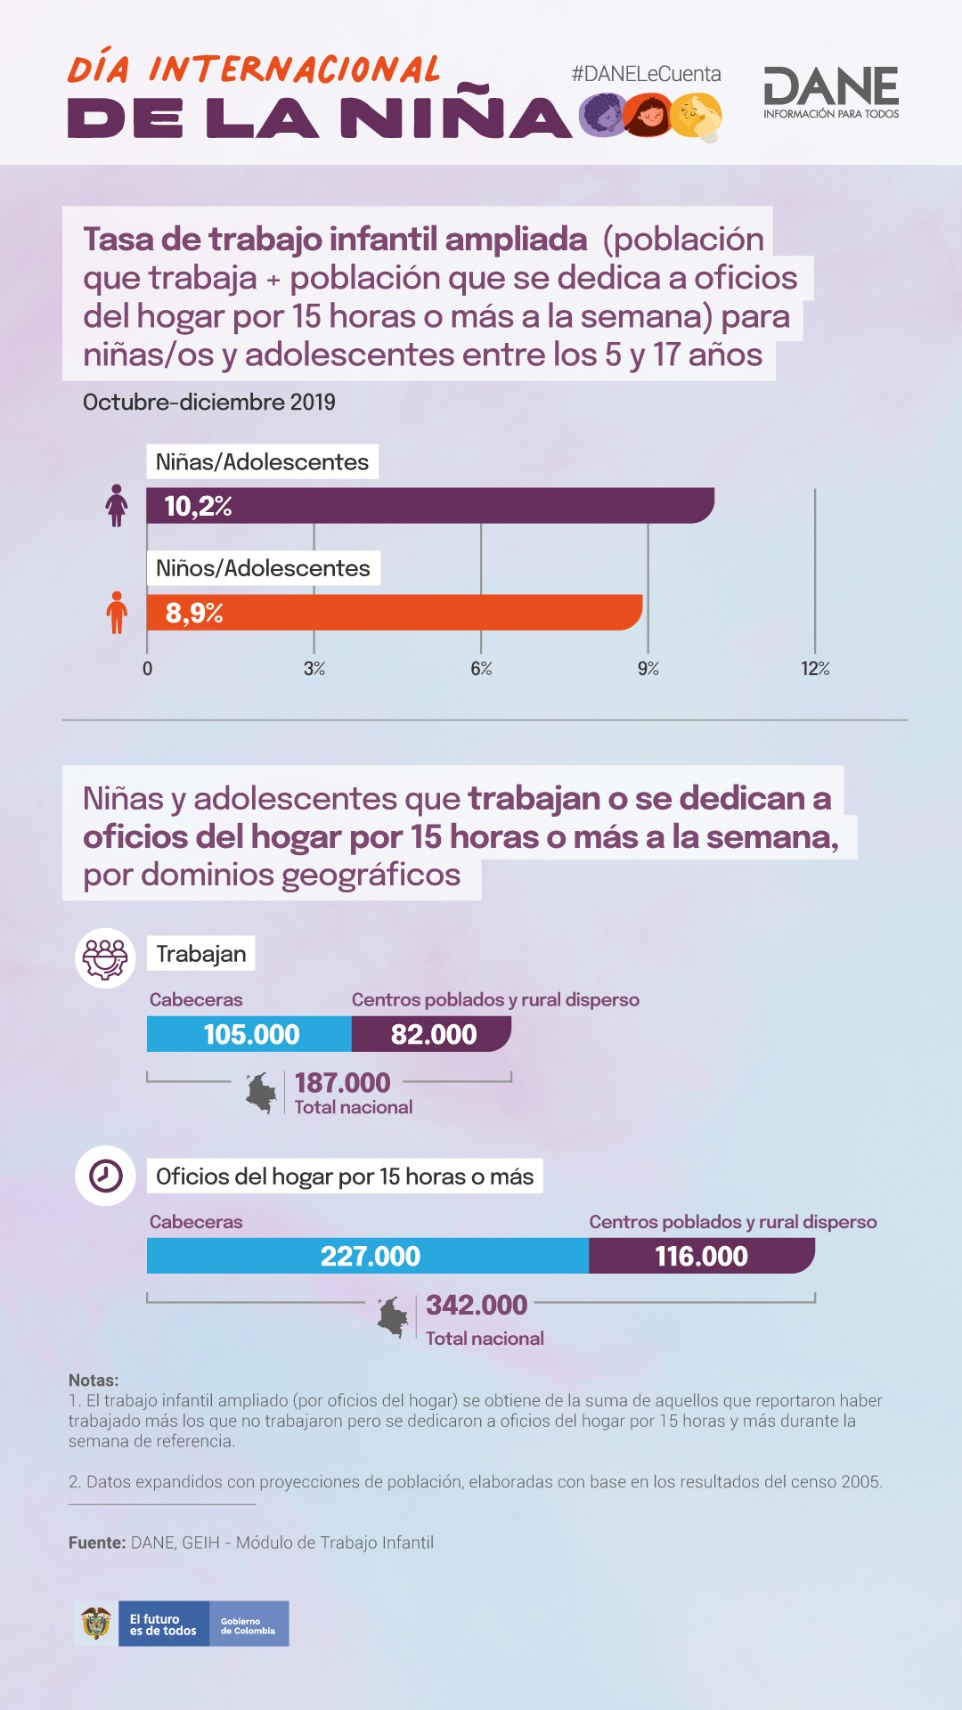 DÍA INTERNACIONAL
DE LA NIÑA
#DANELeCuenta
DANE
INFORMACIÓN PARA TODOS
Tasa de trabajo infantil ampliada (población
que trabaja + población que se dedica a oficios
del hogar por 15 horas o más a la semana) para
niñas/os y adolescentes entre los 5 y 17 años
Octubre-diciembre 2019
Niñas/Adolescentes
10,2%
Niños/Adolescentes
8,9%
0 3% 6% 9% 12%
Niñas y adolescentes que trabajan o se dedican a
oficios del hogar por 15 horas o más a la semana,
por dominios geográficos
Trabajan
Cabeceras Centros poblados y rural disperso
105.000 82.000
187.000
Total nacional
Oficios del hogar por 15 horas o más
Cabeceras Centros poblados y rural disperso
227.000 116.000
342.000
Total nacional
Notas:
1. El trabajo infantil ampliado (por oficios del hogar) se obtiene de la suma de aquellos que reportaron haber
trabajado más los que no trabajaron pero se dedicaron a oficios del hogar por 15 horas y más durante la
semana de referencia.
2. Datos expandidos con proyecciones de población, elaboradas con base en los resultados del censo 2005.
Fuente: DANE, GEIH - Módulo de Trabajo Infantil
El futuro
es de todos
Gobierno
de Colombia